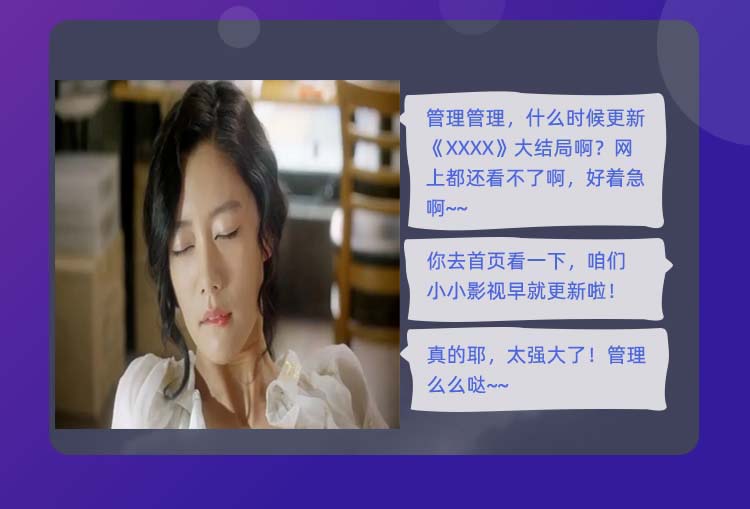 管理管理，什么时候更新
《XXXX》大结局啊？网
上都还看不了啊，好着急
啊~~
你去首页看一下，咱们
小小影视早就更新啦！
真的耶，太强大了！管理
么么哒~~